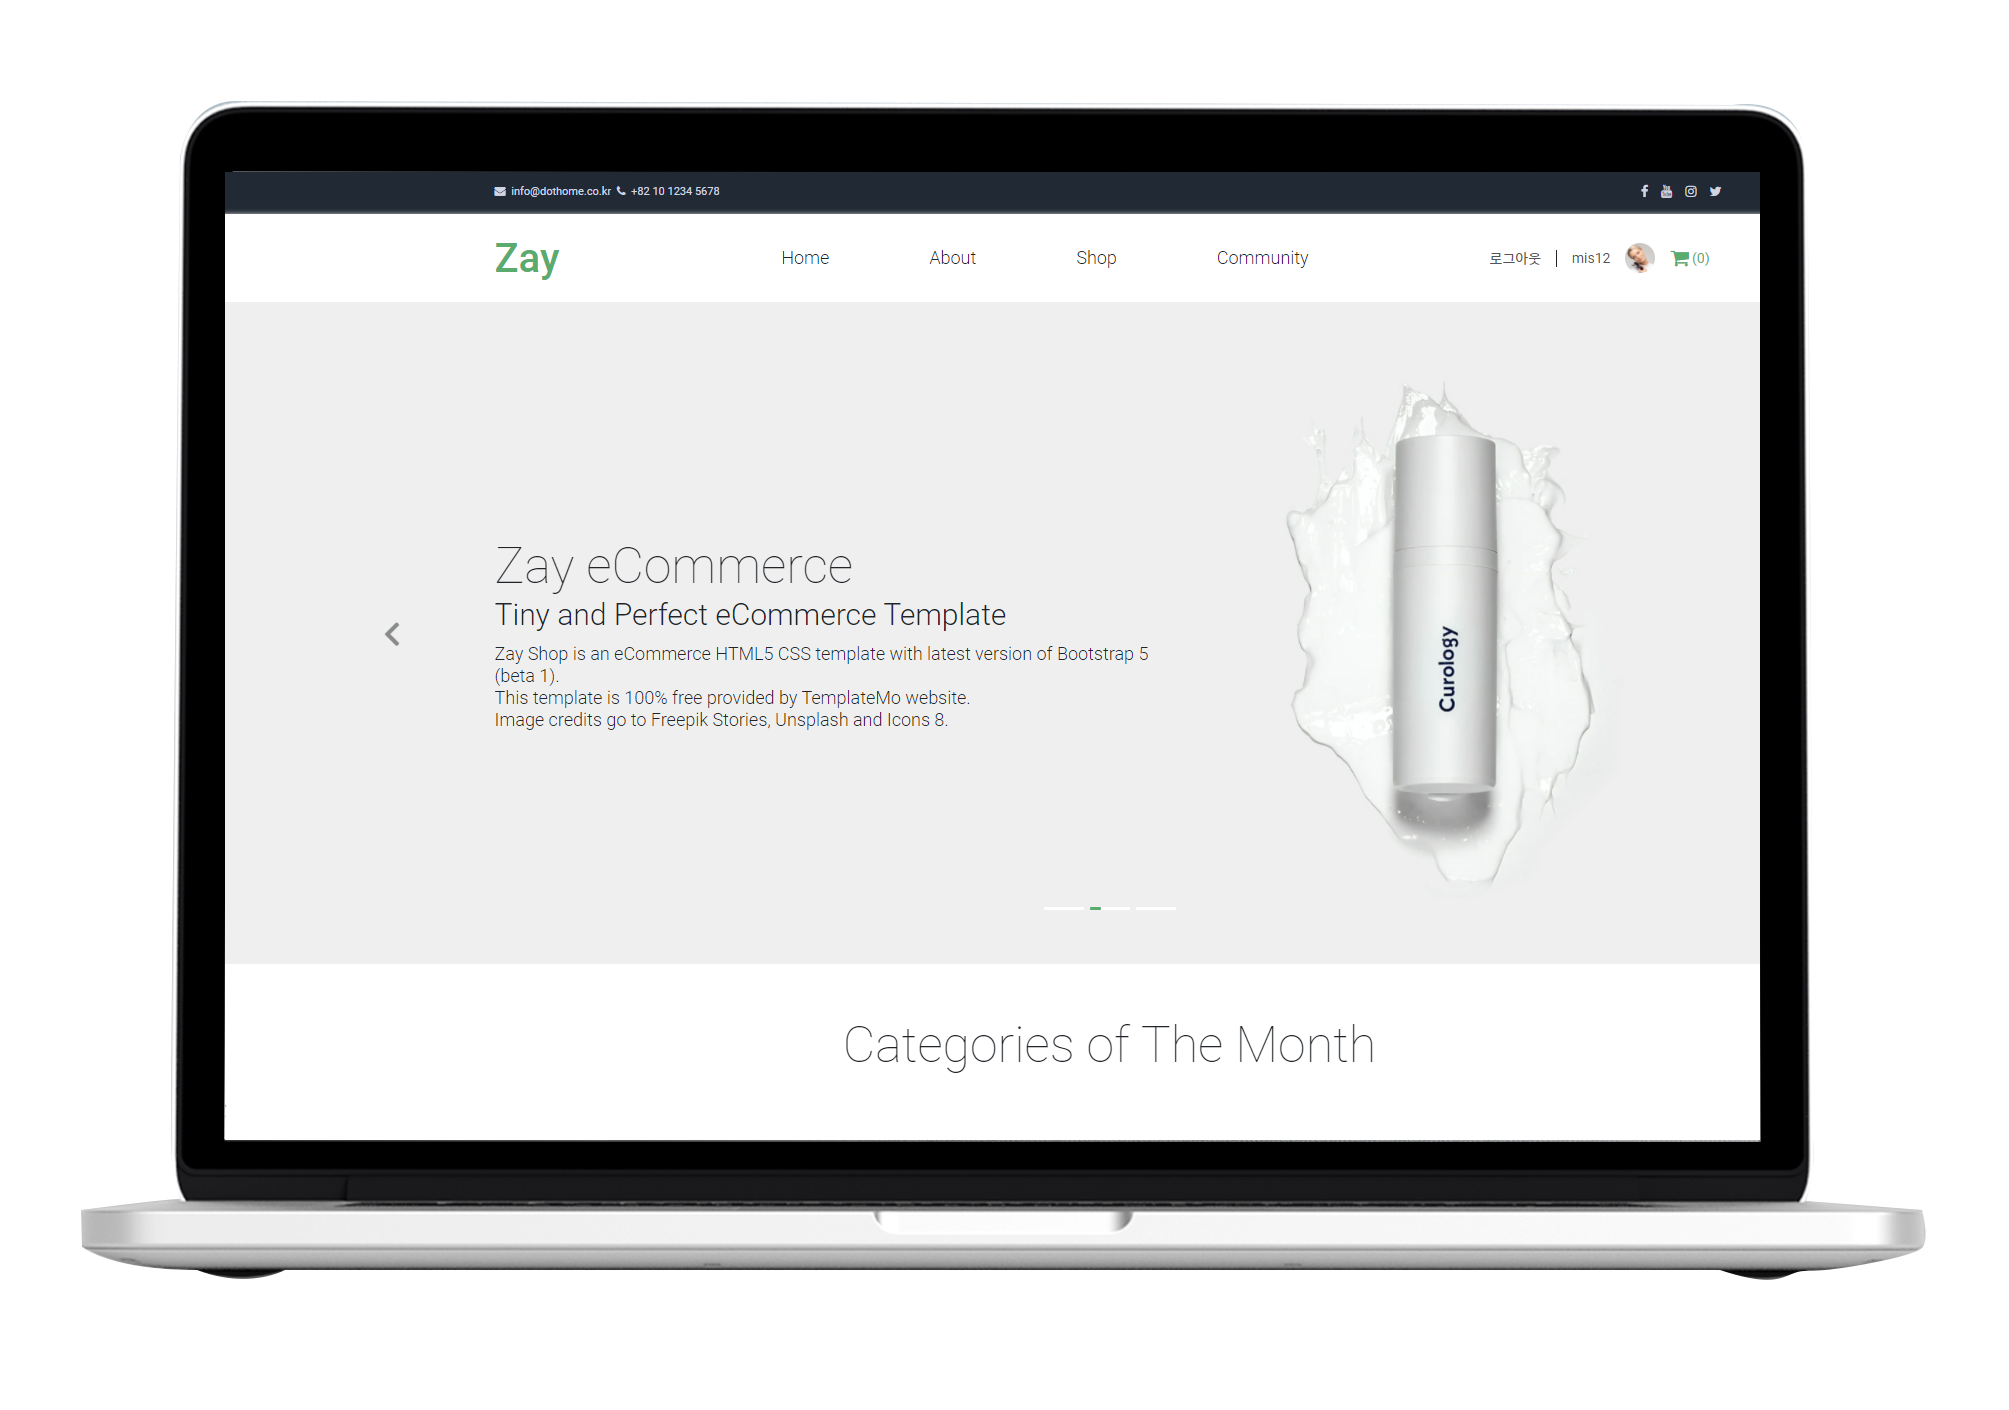 info@dothome.co.kr +82 10 1234 5678
Zay Home About Shop Community 로그아웃 | mis12 (0)
Zay eCommerce
Tiny and Perfect eCommerce Template
Zay Shop is an eCommerce HTML5 CSS template with latest version of Bootstrap 5
(beta 1).
This template is 100% free provided by TemplateMo website.
Image credits go to Freepik Stories, Unsplash and Icons 8.
Curology
Categories of The Month